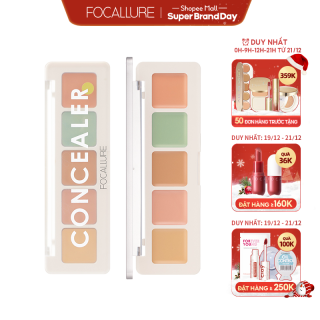 FOCALLURE
Shopee Mall
Super Brand Day
DUY NHẤT
0H-9H-12H-21H TỪ 21/12
359K
50 ĐƠN HÀNG TRƯỚC TẶNG
DUY NHẤT: 19/12 - 21/12
QUÀ
36K
ĐẶT HÀNG ≥160K
DUY NHẤT: 19/12 - 21/12
QUÀ
100K
ĐẶT HÀNG ≥ 250K
CONCEALER
FOCALLURE